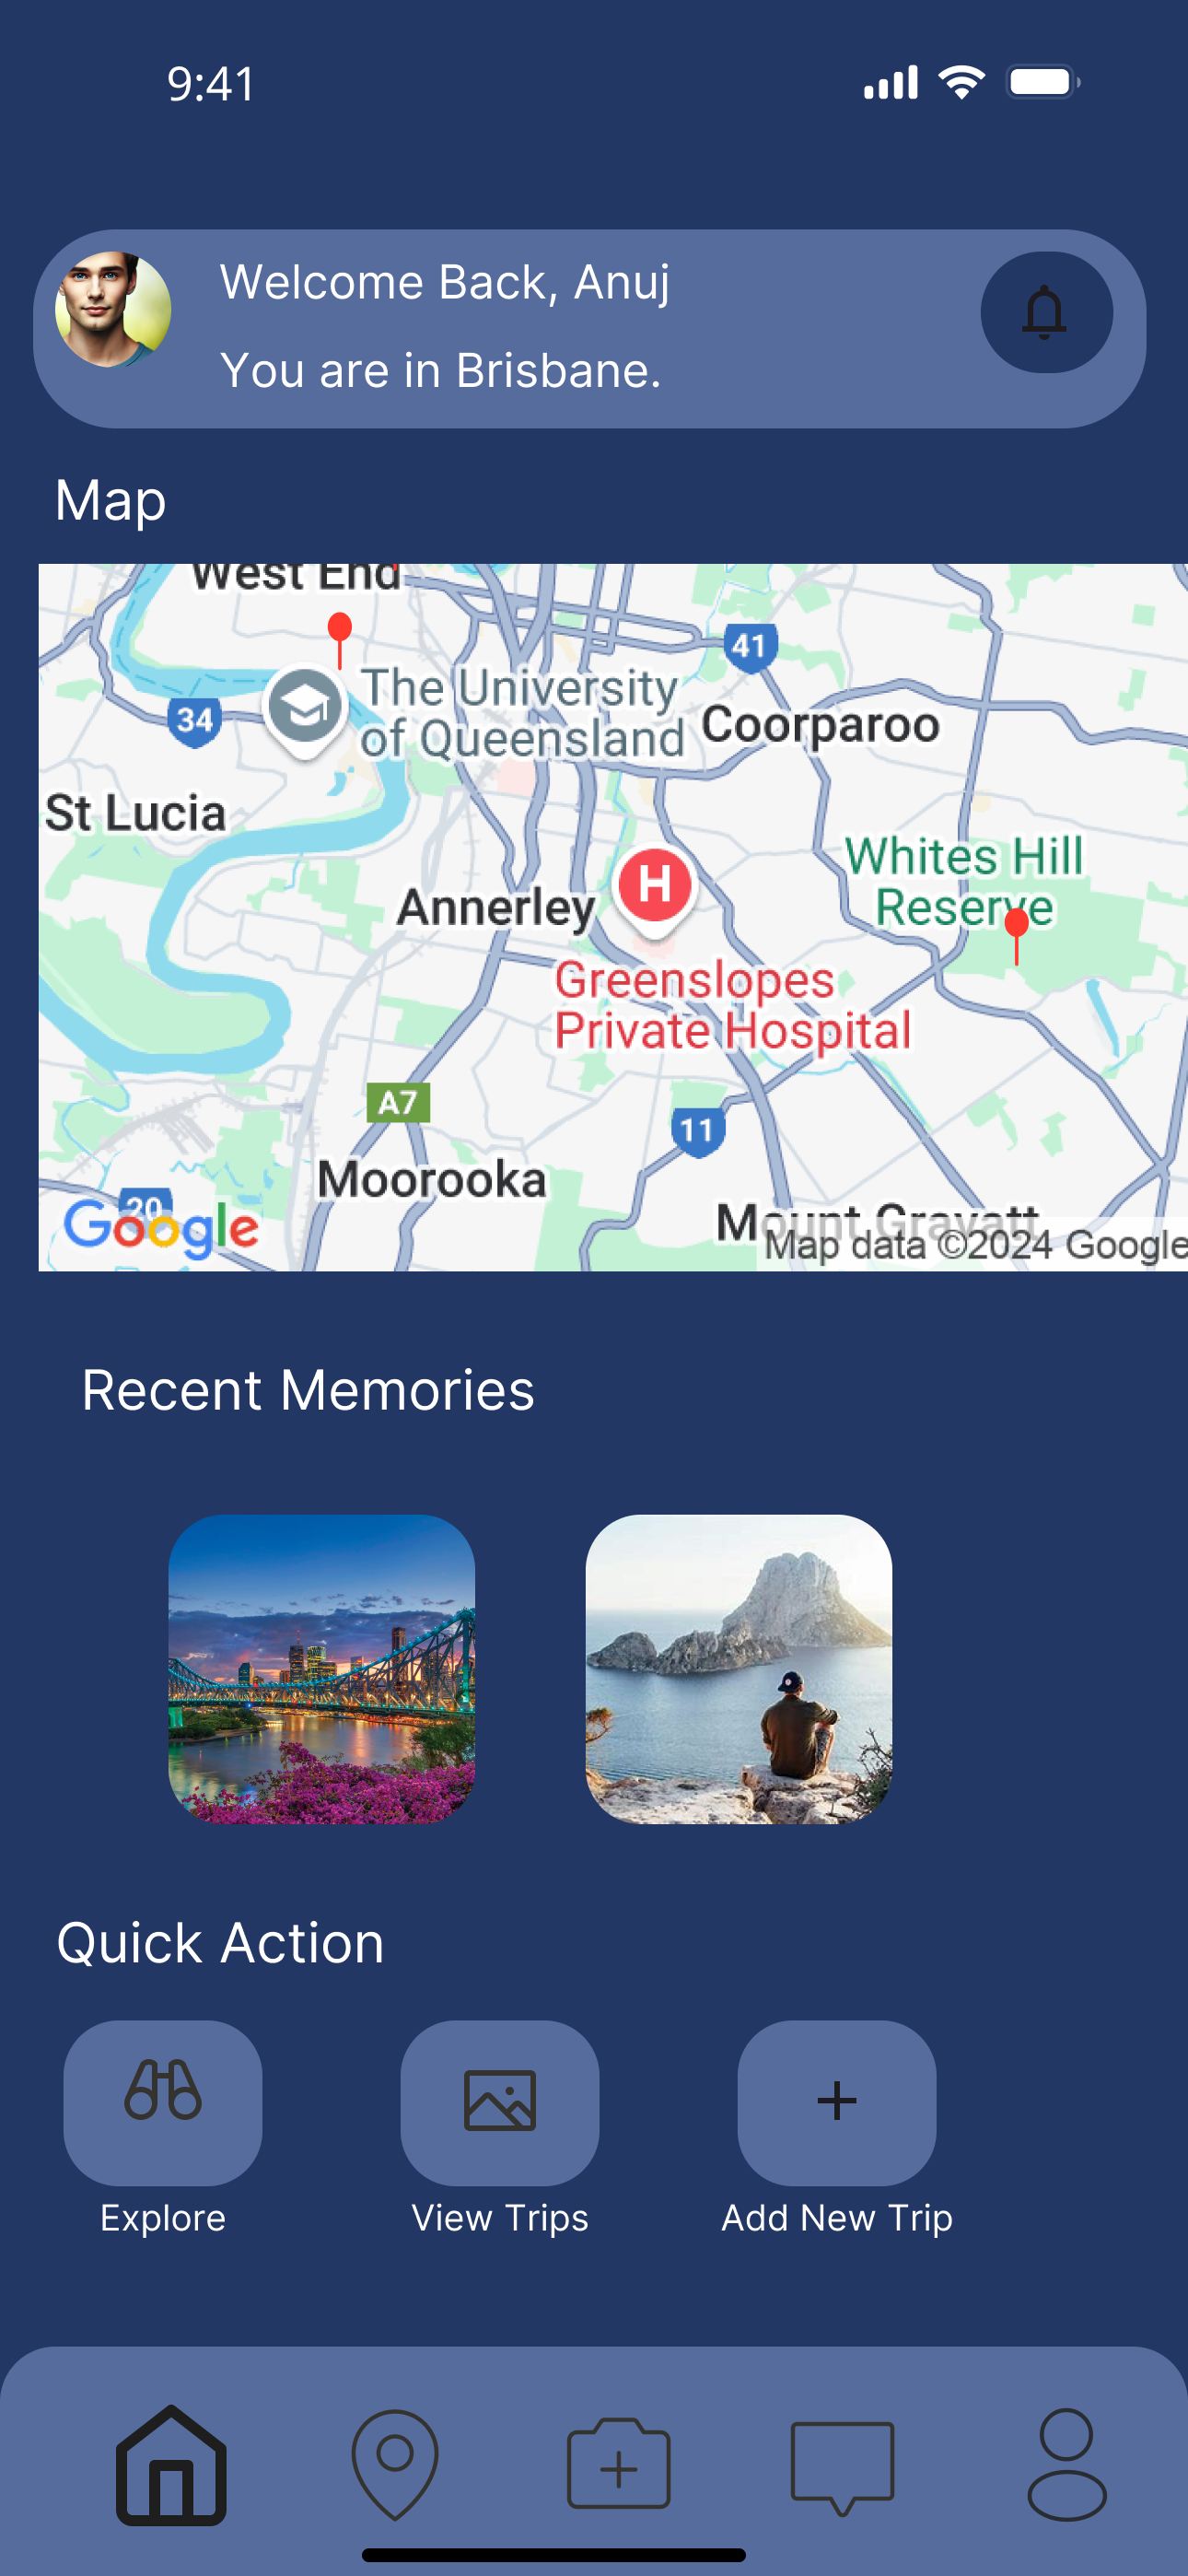 9:41
Welcome Back, Anuj
You are in Brisbane.
Map
West End
41
The University
of Queensland
34
Coorparoo
St Lucia
Whites Hill
Reserve
H
Annerley
Greenslopes
Private Hospital
A7
11
Moorooka
20
Google
Mount Gravatt
Map data ©2024 Google
Recent Memories
Quick Action
Explore
View Trips
Add New Trip